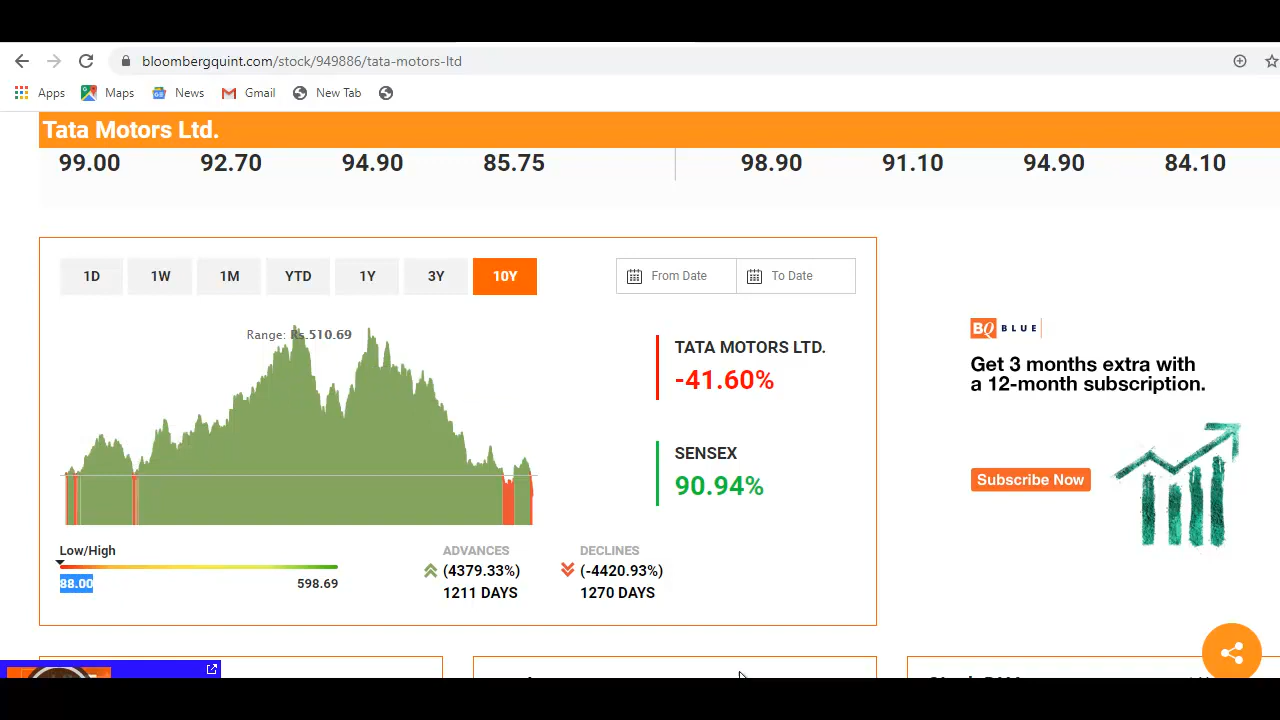 bloombergquint.com/stock/949886/tata-motors-ltd
Apps Maps News Gmail New Tab
Tata Motors Ltd.
99.00 92.70 94.90 85.75 98.90 91.10 94.90 84.10
1D 1W 1M YTD 1Y 3Y 10Y From Date To Date
Range: Rs.510.69
BQ BLUE
TATA MOTORS LTD.
-41.60%
Get 3 months extra with
a 12-month subscription.
SENSEX
90.94%
Subscribe Now
Low/High
88.00 598.69
ADVANCES
(4379.33%)
1211 DAYS
DECLINES
(-4420.93%)
1270 DAYS